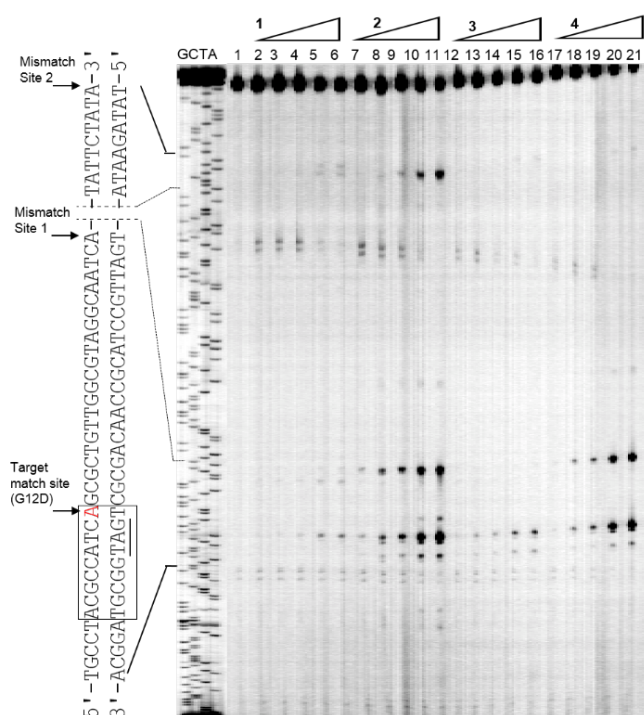 1 2 3 4
GCTA 1 2 3 4 5 6 7 8 9 10 11 12 13 14 15 16 17 18 19 20 21
Mismatch
Site 2
Mismatch
Site 1
Target
match site
(G12D)
5'-TGCCTACGCCATCAGCGCTGTTGGCGTAGGCAATCA--TATTCTATA-3'
3'-ACGGATGCGGTAGTCGCGACAACCGCATCCGTTAGT--ATAAGATAT-5'